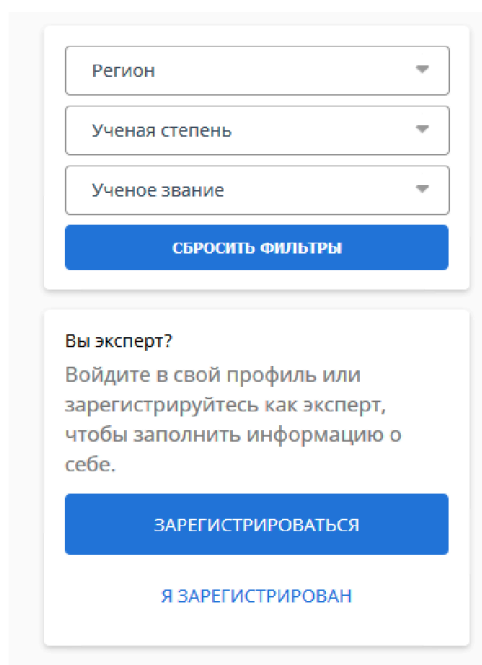 Регион
Ученая степень
Ученое звание
СБРОСИТЬ ФИЛЬТРЫ
Вы эксперт?
Войдите в свой профиль или
зарегистрируйтесь как эксперт,
чтобы заполнить информацию о
себе.
ЗАРЕГИСТРИРОВАТЬСЯ
Я ЗАРЕГИСТРИРОВАН